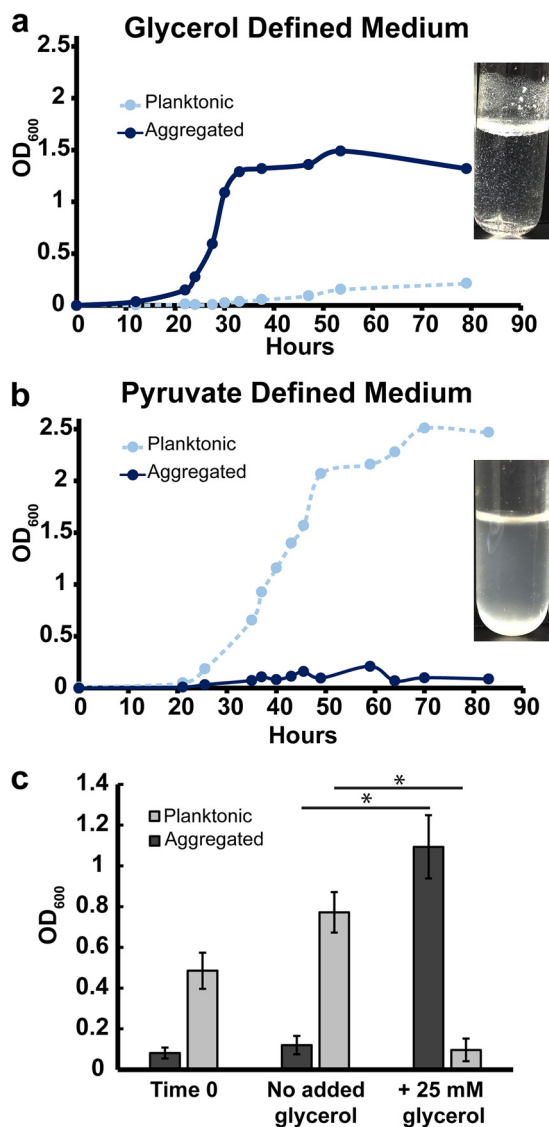 a
Glycerol Defined Medium
2.5
2
1.5
1
0.5
0
OD600
Planktonic
Aggregated
0 10 20 30 40 50 60 70 80 90
Hours
b
Pyruvate Defined Medium
2.5
2
1.5
1
0.5
0
OD600
Planktonic
Aggregated
0 10 20 30 40 50 60 70 80 90
Hours
c
1.4
1.2
1
0.8
0.6
0.4
0.2
0
OD600
Planktonic
Aggregated
*
*
Time 0
No added
glycerol
+ 25 mM
glycerol